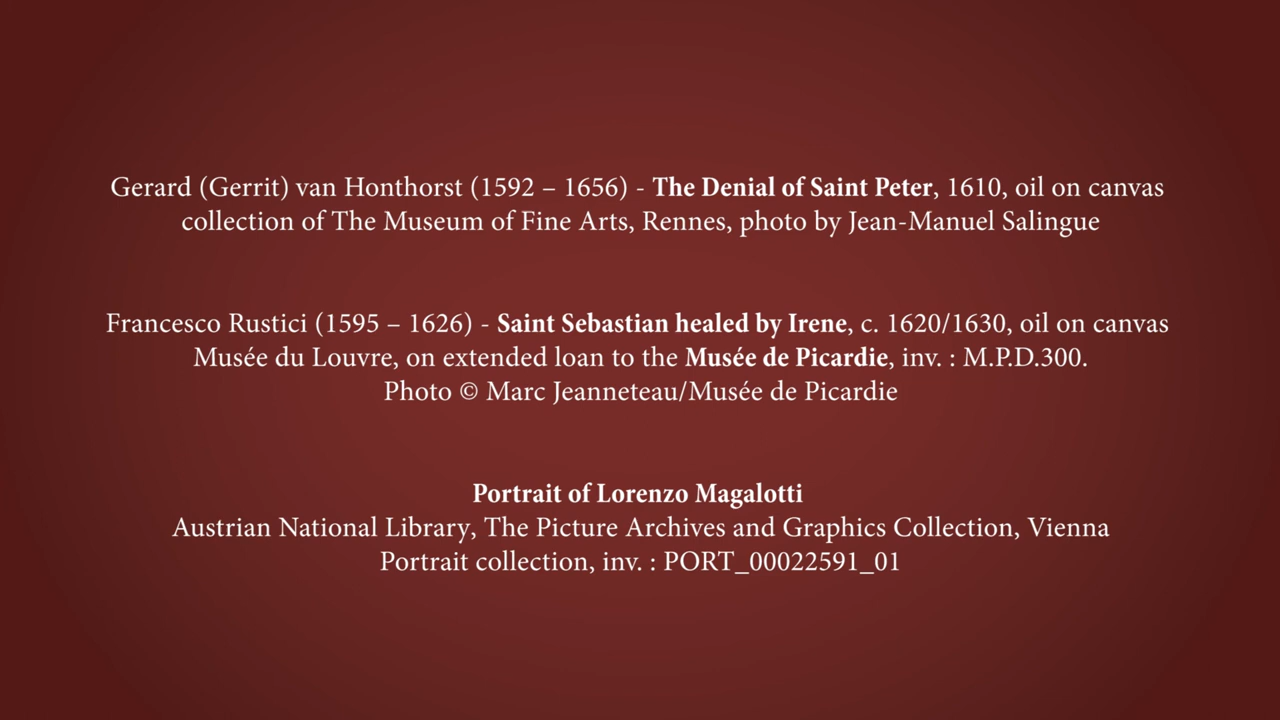 Gerard (Gerrit) van Honthorst (1592 – 1656) - The Denial of Saint Peter, 1610, oil on canvas
collection of The Museum of Fine Arts, Rennes, photo by Jean-Manuel Salingue
Francesco Rustici (1595 – 1626) - Saint Sebastian healed by Irene, c. 1620/1630, oil on canvas
Musée du Louvre, on extended loan to the Musée de Picardie, inv. : M.P.D.300.
Photo © Marc Jeanneteau/Musée de Picardie
Portrait of Lorenzo Magalotti
Austrian National Library, The Picture Archives and Graphics Collection, Vienna
Portrait collection, inv. : PORT_00022591_01